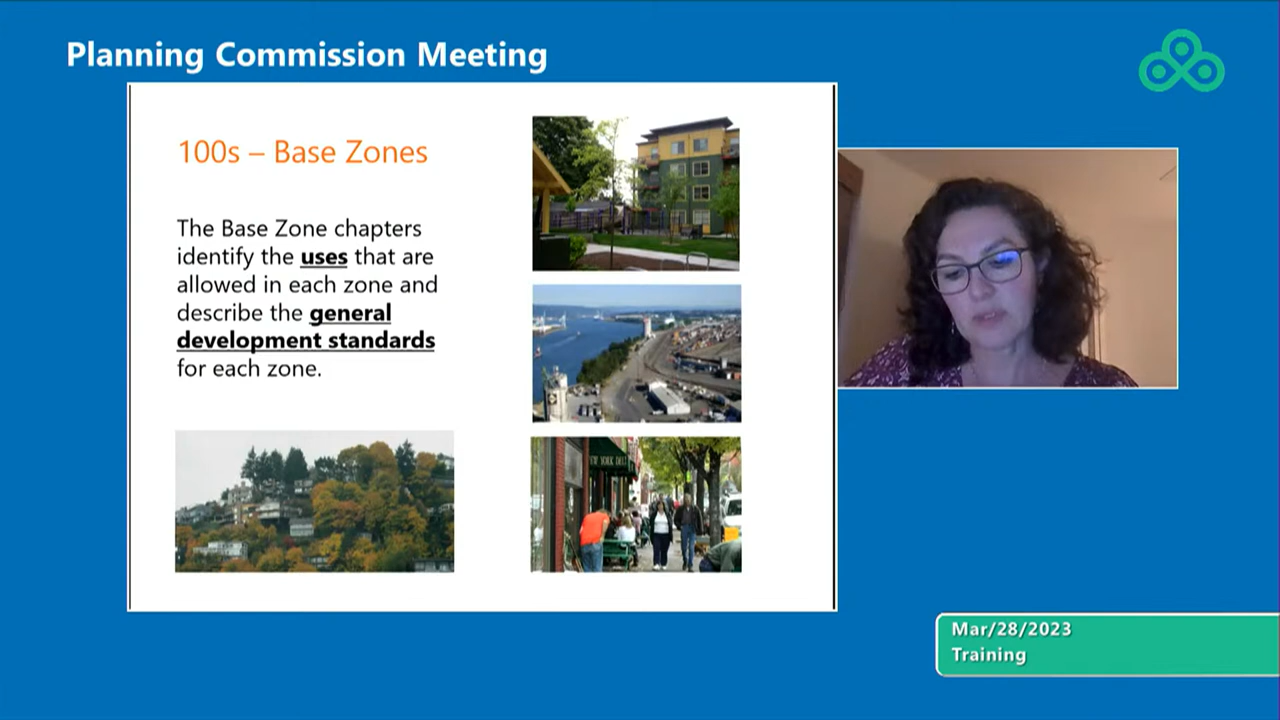 Planning Commission Meeting
100s – Base Zones
The Base Zone chapters
identify the uses that are
allowed in each zone and
describe the general
development standards
for each zone.
NEW YORK DELI
Mar/28/2023
Training